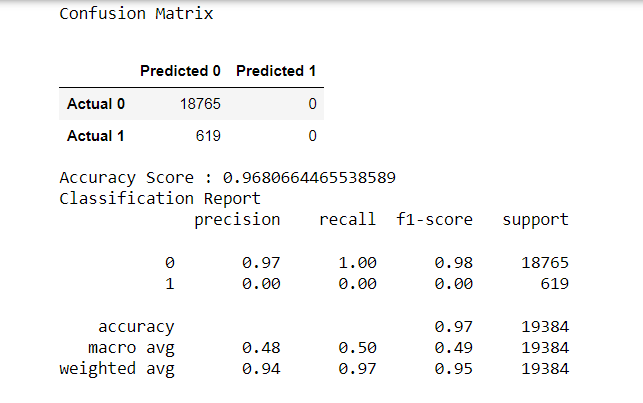 Confusion Matrix
Predicted 0 Predicted 1
Actual 0 18765 0
Actual 1 619 0
Accuracy Score : 0.9680664465538589
Classification Report
precision recall f1-score support
0 0.97 1.00 0.98 18765
1 0.00 0.00 0.00 619
accuracy 0.97 19384
macro avg 0.48 0.50 0.49 19384
weighted avg 0.94 0.97 0.95 19384